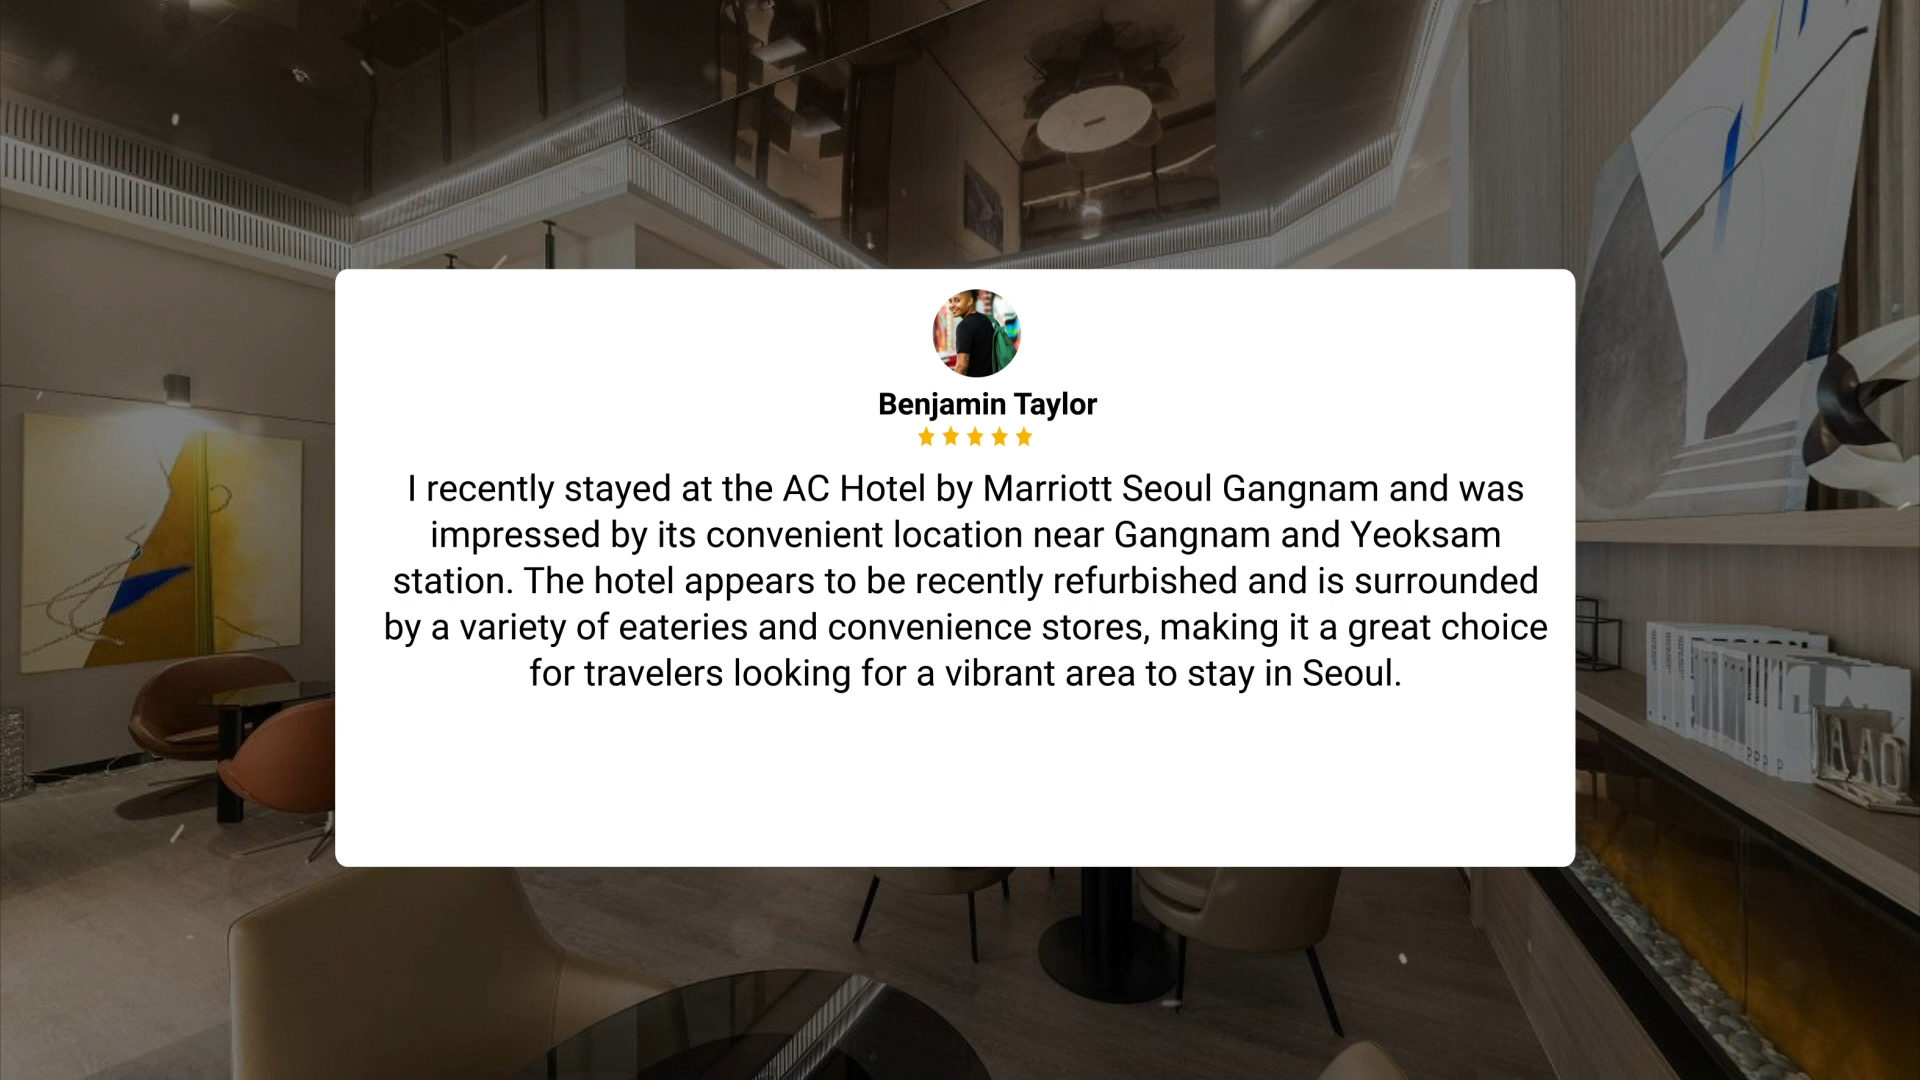 Benjamin Taylor
I recently stayed at the AC Hotel by Marriott Seoul Gangnam and was
impressed by its convenient location near Gangnam and Yeoksam
station. The hotel appears to be recently refurbished and is surrounded
by a variety of eateries and convenience stores, making it a great choice
for travelers looking for a vibrant area to stay in Seoul.